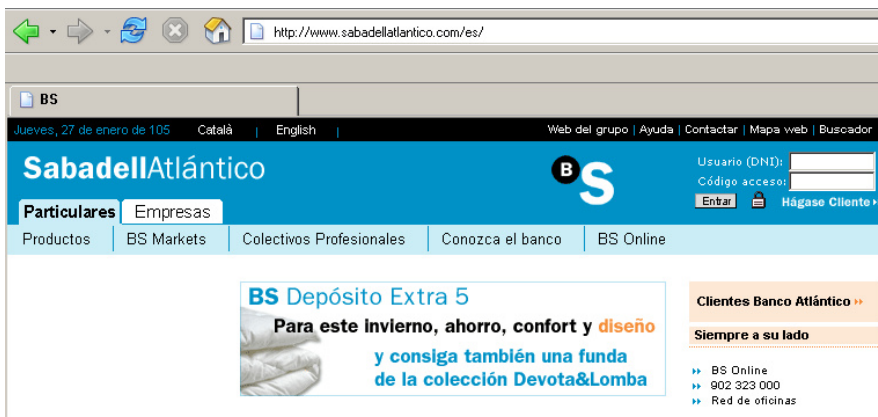 http://www.sabadellatlantico.com/es/
BS
Jueves, 27 de enero de 105 Català | English | Web del grupo | Ayuda | Contactar | Mapa web | Buscador
SabadellAtlántico
BS
Usuario (DNI):
Código acceso:
Entrar Hágase Cliente
Particulares Empresas
Productos BS Markets Colectivos Profesionales Conozca el banco BS Online
BS Depósito Extra 5
Para este invierno, ahorro, confort y diseño
y consiga también una funda
de la colección Devota&Lomba
Clientes Banco Atlántico
Siempre a su lado
BS Online
902 323 000
Red de oficinas